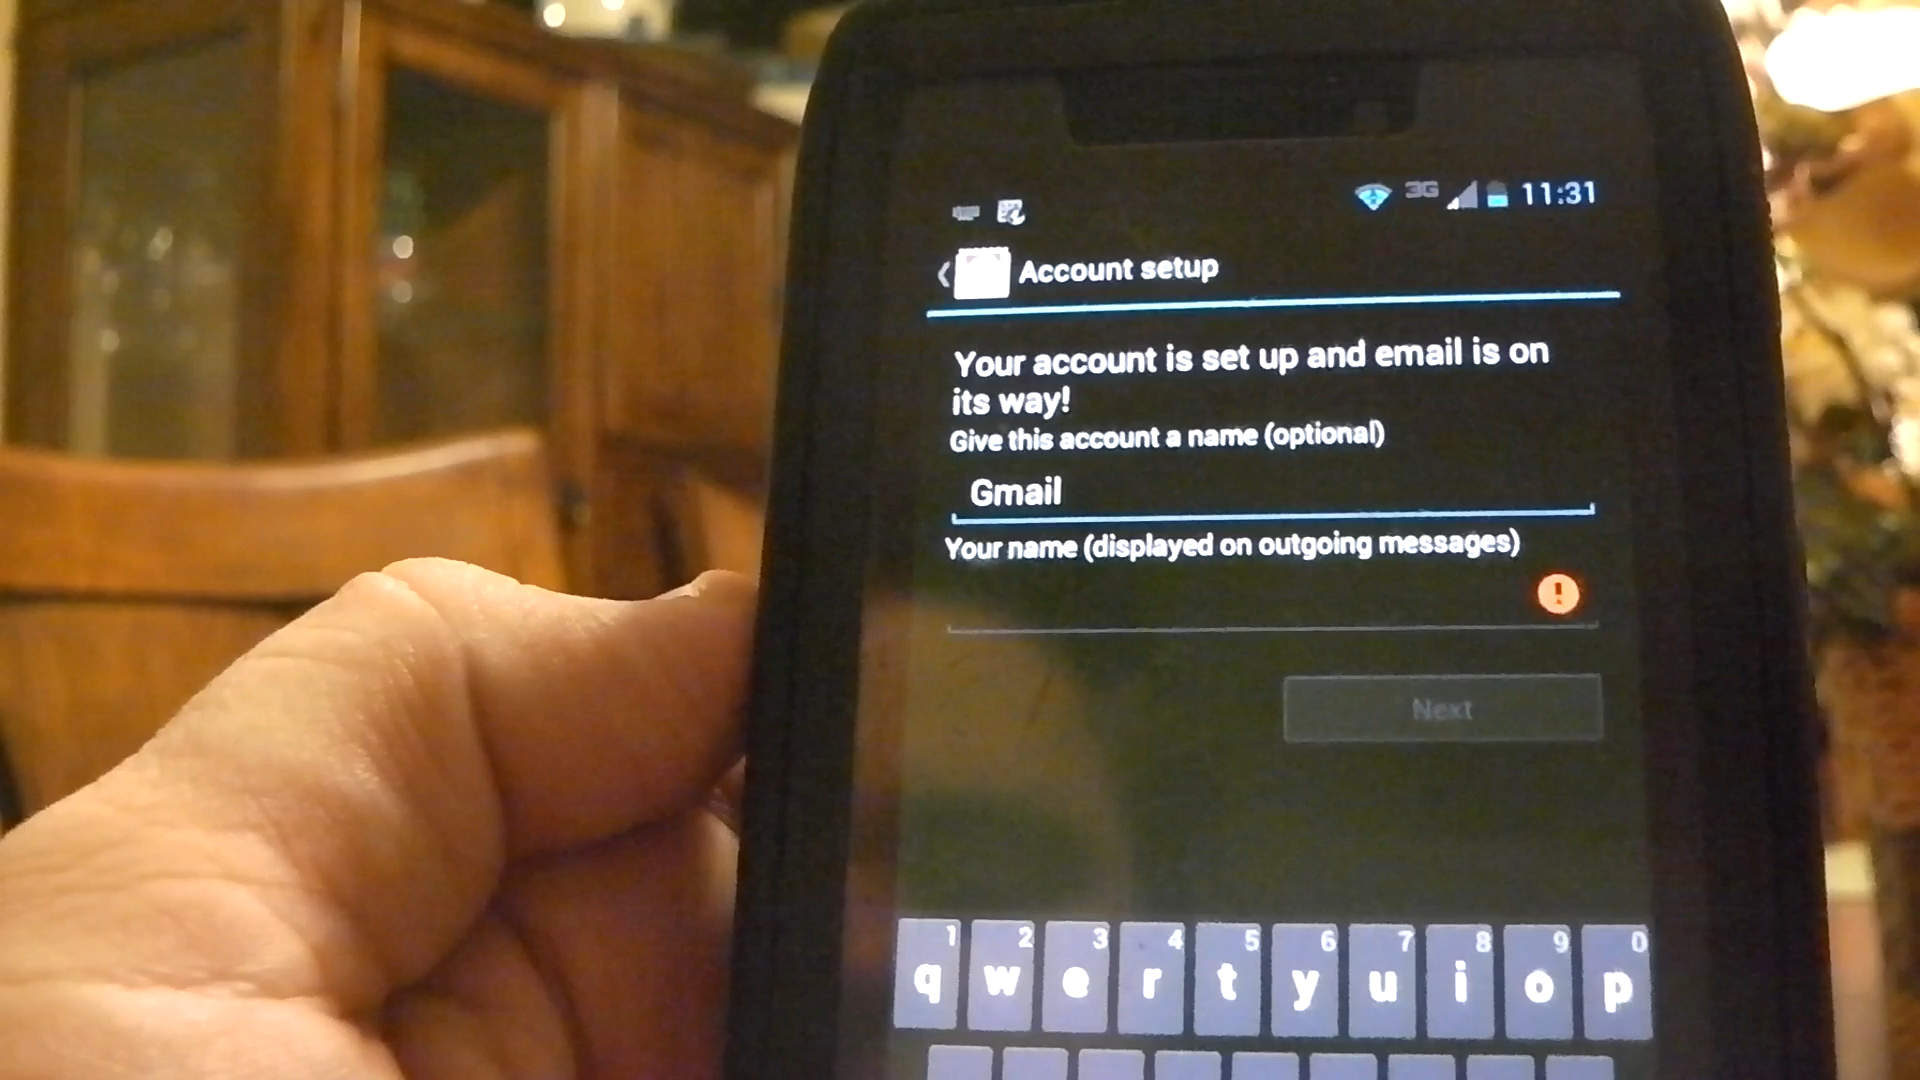 3G 11:31
Account setup
Your account is set up and email is on
its way!
Give this account a name (optional)
Gmail
Your name (displayed on outgoing messages)
!
Next
1 2 3 4 5 6 7 8 9 0
q w e r t y u i o p